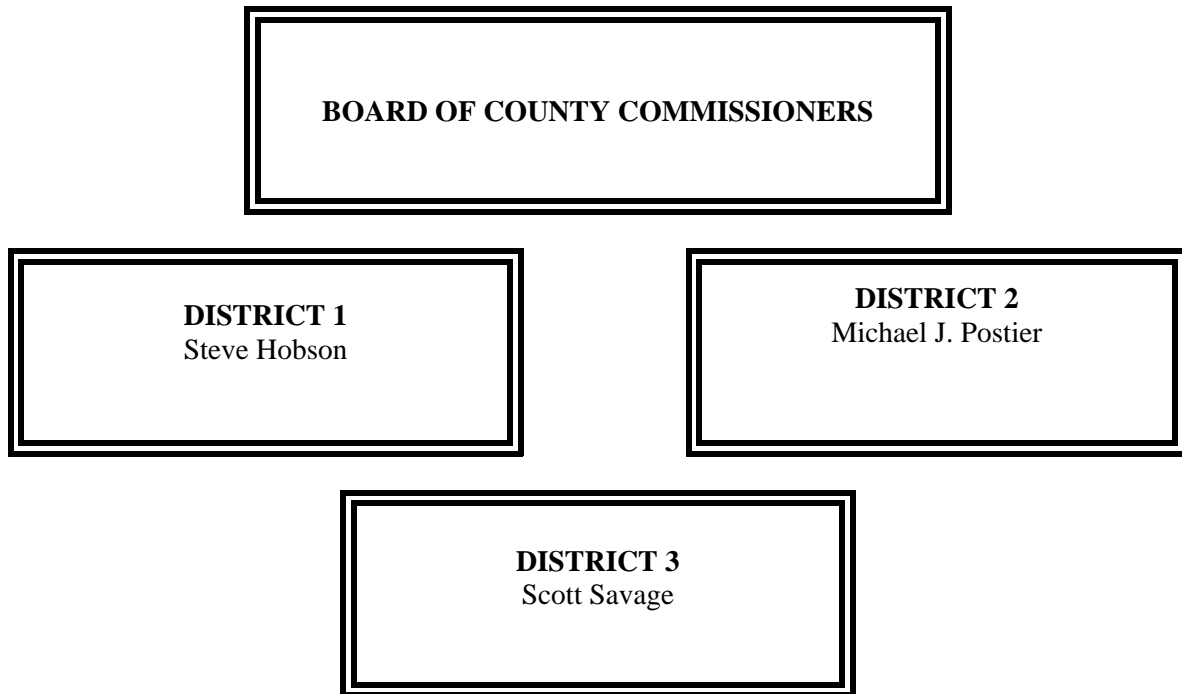 BOARD OF COUNTY COMMISSIONERS
DISTRICT 1
Steve Hobson
DISTRICT 2
Michael J. Postier
DISTRICT 3
Scott Savage